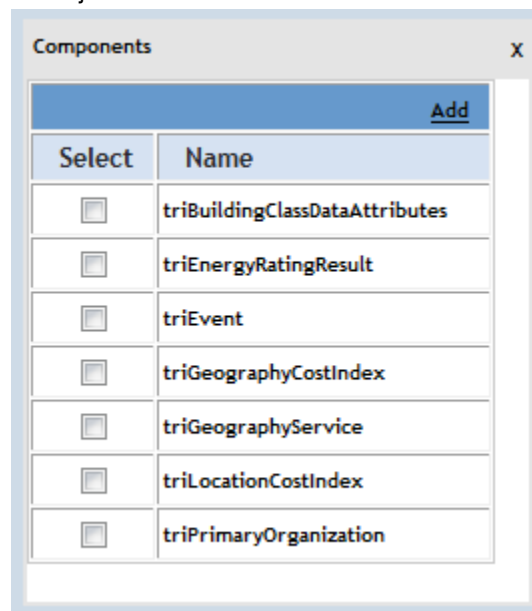 Components x
Add
Select Name
triBuildingClassDataAttributes
triEnergyRatingResult
triEvent
triGeographyCostIndex
triGeographyService
triLocationCostIndex
triPrimaryOrganization